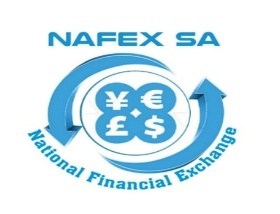 NAFEX SA
¥ €
£ $
National Financial Exchange